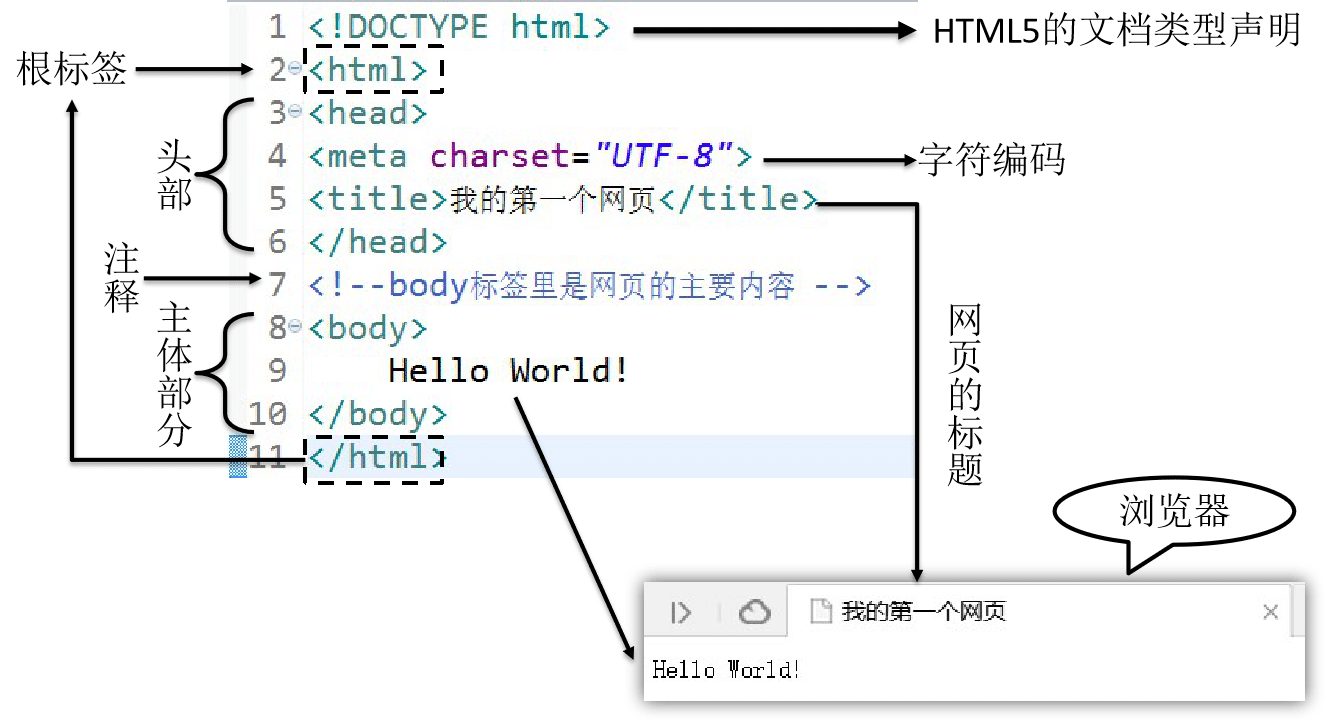 1 <!DOCTYPE html>
HTML5的文档类型声明
根标签
2 <html>
3 <head>
头部
4 <meta charset="UTF-8">
字符编码
5 <title>我的第一个网页</title>
6 </head>
注释
7 <!--body标签里是网页的主要内容 -->
主体部分
8 <body>
9 Hello World!
10 </body>
11 </html>
网页的标题
浏览器
我的第一个网页
Hello World!